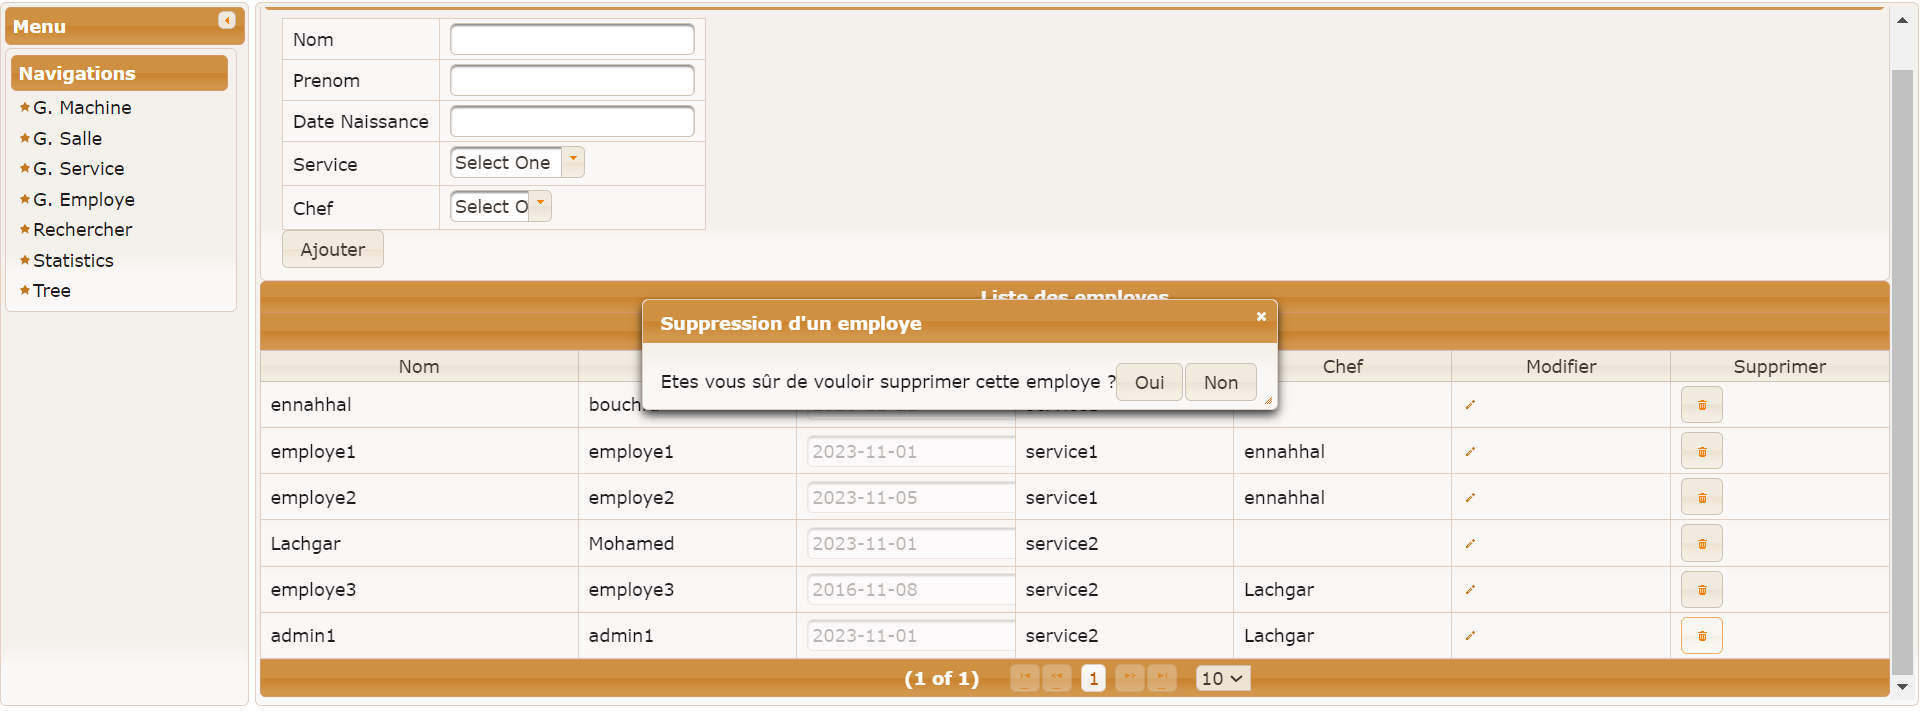 Menu
Navigations
G. Machine
G. Salle
G. Service
G. Employe
Rechercher
Statistics
Tree
Nom
Prenom
Date Naissance
Service Select One
Chef Select O
Ajouter
Liste des employes
Suppression d'un employe
Etes vous sûr de vouloir supprimer cette employe ? Oui Non
Nom Chef Modifier Supprimer
ennahhal
employe1 employe1 2023-11-01 service1 ennahhal
employe2 employe2 2023-11-05 service1 ennahhal
Lachgar Mohamed 2023-11-01 service2
employe3 employe3 2016-11-08 service2 Lachgar
admin1 admin1 2023-11-01 service2 Lachgar
(1 of 1) 1 10